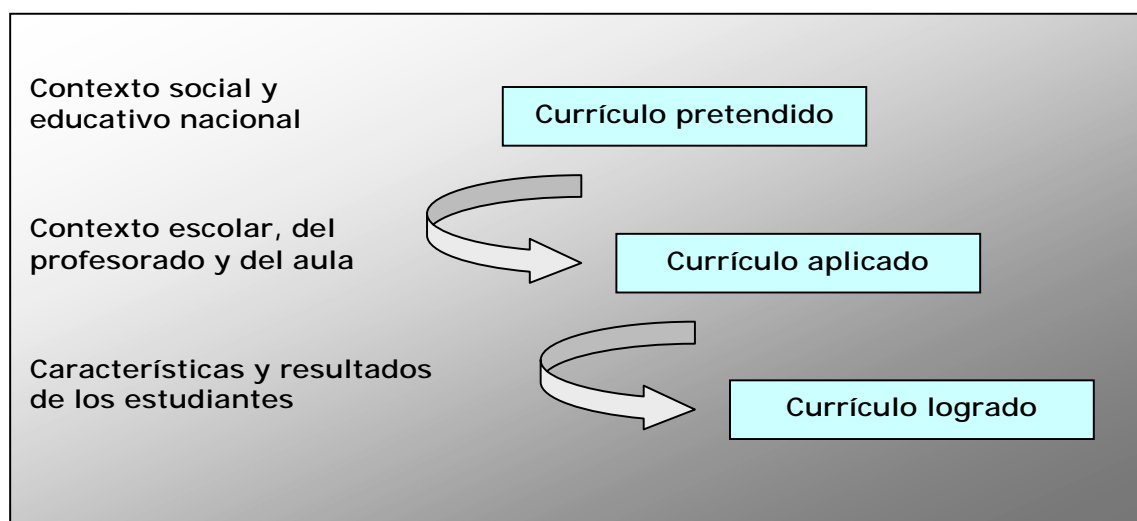 Contexto social y
educativo nacional
Currículo pretendido
Contexto escolar, del
profesorado y del aula
Currículo aplicado
Características y resultados
de los estudiantes
Currículo logrado